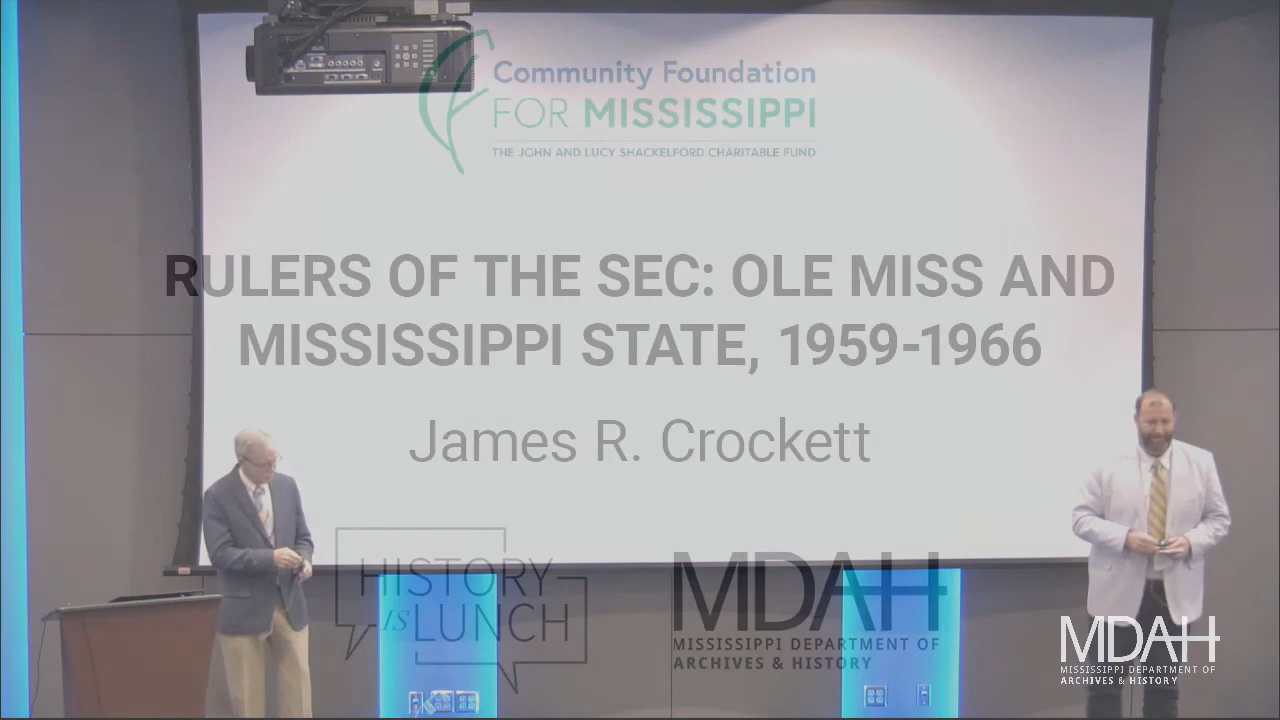 Community Foundation
FOR MISSISSIPPI
THE JOHN AND LUCY SHACKELFORD CHARITABLE FUND
RULERS OF THE SEC: OLE MISS AND
MISSISSIPPI STATE, 1959-1966
James R. Crockett
HISTORY
IS LUNCH
MDAH
MISSISSIPPI DEPARTMENT OF
ARCHIVES & HISTORY
MDAH
MISSISSIPPI DEPARTMENT OF
ARCHIVES & HISTORY